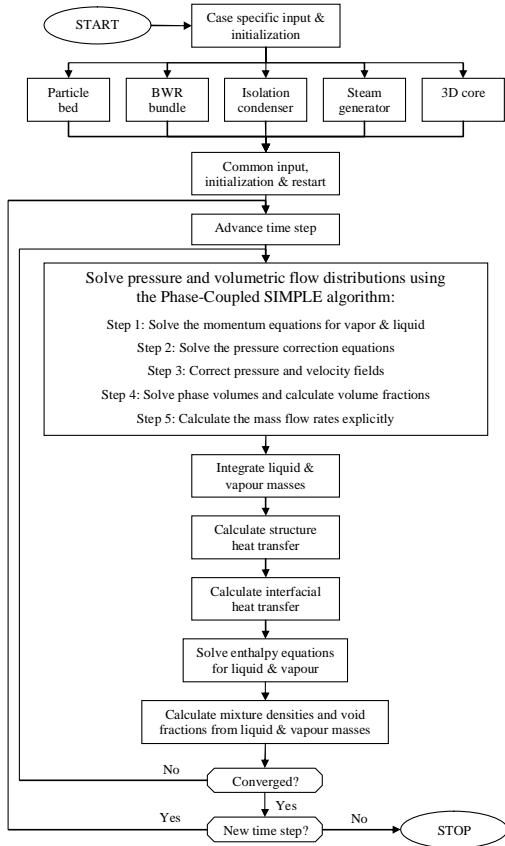 START
Case specific input &
initialization
Particle
bed
BWR
bundle
Isolation
condenser
Steam
generator
3D core
Common input,
initialization & restart
Advance time step
Solve pressure and volumetric flow distributions using
the Phase-Coupled SIMPLE algorithm:
Step 1: Solve the momentum equations for vapor & liquid
Step 2: Solve the pressure correction equations
Step 3: Correct pressure and velocity fields
Step 4: Solve phase volumes and calculate volume fractions
Step 5: Calculate the mass flow rates explicitly
Integrate liquid &
vapour masses
Calculate structure
heat transfer
Calculate interfacial
heat transfer
Solve enthalpy equations
for liquid & vapour
Calculate mixture densities and void
fractions from liquid & vapour masses
No
Converged?
Yes
Yes
New time step?
No
STOP